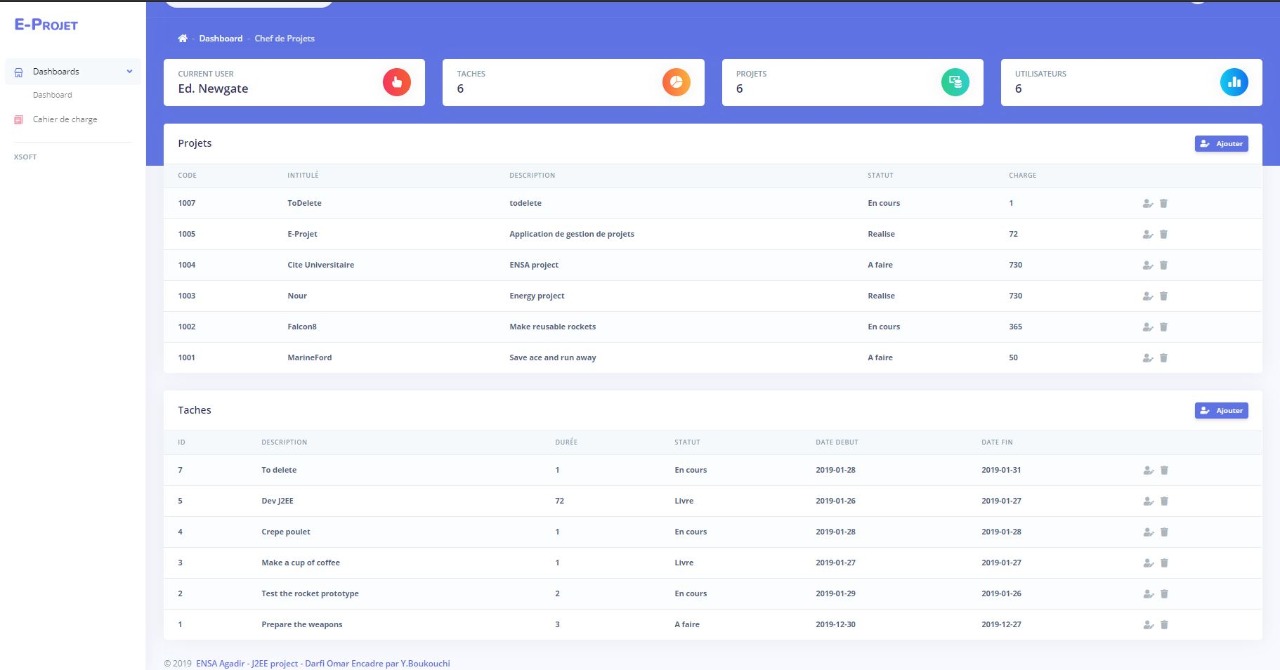 E-Projet
Dashboard - Chef de Projets
Dashboards
Dashboard
Cahier de charge
XSOFT
CURRENT USER
Ed. Newgate
TACHES
6
PROJETS
6
UTILISATEURS
6
Projets
Ajouter
CODE INTITULÉ DESCRIPTION STATUT CHARGE
1007 ToDelete todelete En cours 1
1005 E-Projet Application de gestion de projets Realise 72
1004 Cite Universitaire ENSA project A faire 730
1003 Nour Energy project Realise 730
1002 Falcon8 Make reusable rockets En cours 365
1001 MarineFord Save ace and run away A faire 50
Taches
Ajouter
ID DESCRIPTION DURÉE STATUT DATE DEBUT DATE FIN
7 To delete 1 En cours 2019-01-28 2019-01-31
5 Dev J2EE 72 Livre 2019-01-26 2019-01-27
4 Crepe poulet 1 En cours 2019-01-28 2019-01-28
3 Make a cup of coffee 1 Livre 2019-01-27 2019-01-27
2 Test the rocket prototype 2 En cours 2019-01-29 2019-01-26
1 Prepare the weapons 3 A faire 2019-12-30 2019-12-27
© 2019 ENSA Agadir - J2EE project - Darfi Omar Encadre par Y.Boukouchi